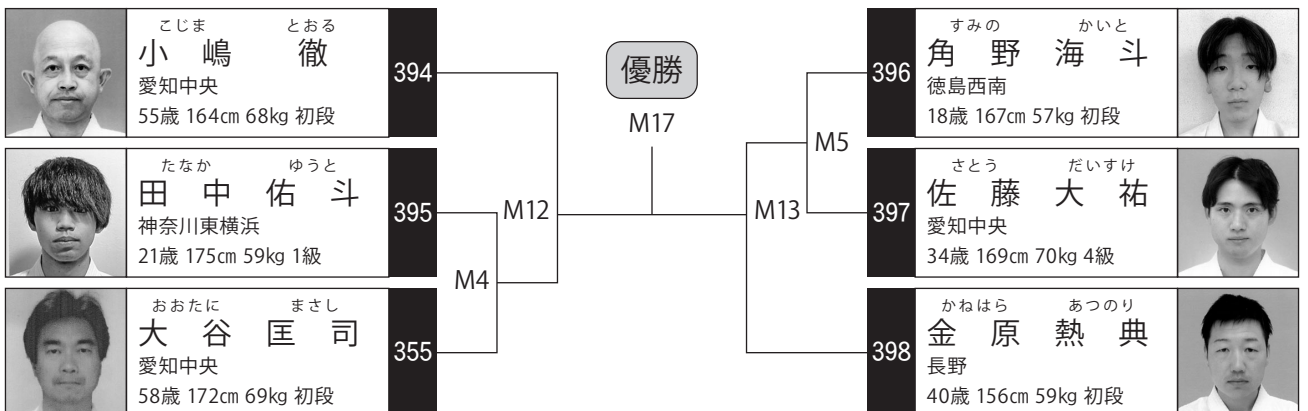 こじま とおる
小嶋 徹
愛知中央
55歳 164cm 68kg 初段
394
たなか ゆうと
田中佑斗
神奈川東横浜
21歳 175cm 59kg 1級
395
おおたに まさし
大谷匡司
愛知中央
58歳 172cm 69kg 初段
355
M4
M12
優勝
M17
M13
M5
396
すみの かいと
角野海斗
徳島西南
18歳 167cm 57kg 初段
397
さとう だいすけ
佐藤大祐
愛知中央
34歳 169cm 70kg 4級
398
かねはら あつのり
金原熱典
長野
40歳 156cm 59kg 初段